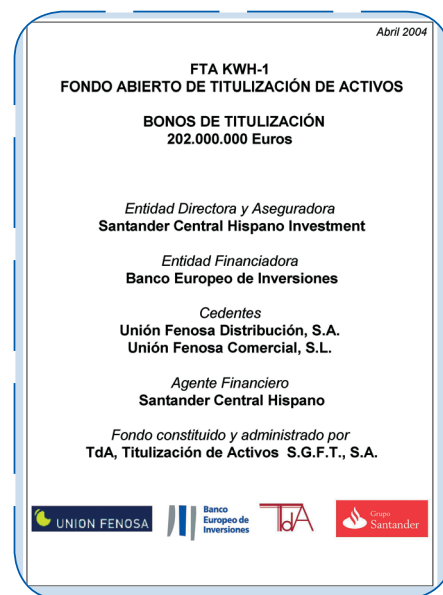 Abril 2004
FTA KWH-1
FONDO ABIERTO DE TITULIZACIÓN DE ACTIVOS
BONOS DE TITULIZACIÓN
202.000.000 Euros
Entidad Directora y Aseguradora
Santander Central Hispano Investment
Entidad Financiadora
Banco Europeo de Inversiones
Cedentes
Unión Fenosa Distribución, S.A.
Unión Fenosa Comercial, S.L.
Agente Financiero
Santander Central Hispano
Fondo constituido y administrado por
TdA, Titulización de Activos S.G.F.T., S.A.
UNION FENOSA
Banco
Europeo de
Inversiones
TdA
Grupo
Santander